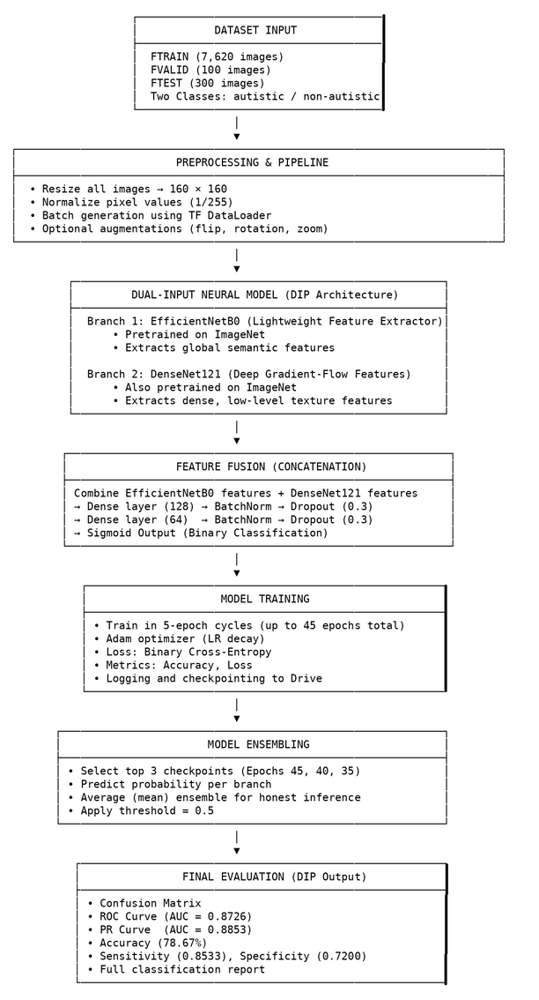 DATASET INPUT
FTRAIN (7,620 images)
FVALID (100 images)
FTEST (300 images)
Two Classes: autistic / non-autistic
PREPROCESSING & PIPELINE
• Resize all images → 160 × 160
• Normalize pixel values (1/255)
• Batch generation using TF DataLoader
• Optional augmentations (flip, rotation, zoom)
DUAL-INPUT NEURAL MODEL (DIP Architecture)
Branch 1: EfficientNetB0 (Lightweight Feature Extractor)
• Pretrained on ImageNet
• Extracts global semantic features
Branch 2: DenseNet121 (Deep Gradient-Flow Features)
• Also pretrained on ImageNet
• Extracts dense, low-level texture features
FEATURE FUSION (CONCATENATION)
Combine EfficientNetB0 features + DenseNet121 features
→ Dense layer (128) → BatchNorm → Dropout (0.3)
→ Dense layer (64)  → BatchNorm → Dropout (0.3)
→ Sigmoid Output (Binary Classification)
MODEL TRAINING
• Train in 5-epoch cycles (up to 45 epochs total)
• Adam optimizer (LR decay)
• Loss: Binary Cross-Entropy
• Metrics: Accuracy, Loss
• Logging and checkpointing to Drive
MODEL ENSEMBLING
• Select top 3 checkpoints (Epochs 45, 40, 35)
• Predict probability per branch
• Average (mean) ensemble for honest inference
• Apply threshold = 0.5
FINAL EVALUATION (DIP Output)
• Confusion Matrix
• ROC Curve (AUC = 0.8726)
• PR Curve  (AUC = 0.8853)
• Accuracy (78.67%)
• Sensitivity (0.8533), Specificity (0.7200)
• Full classification report